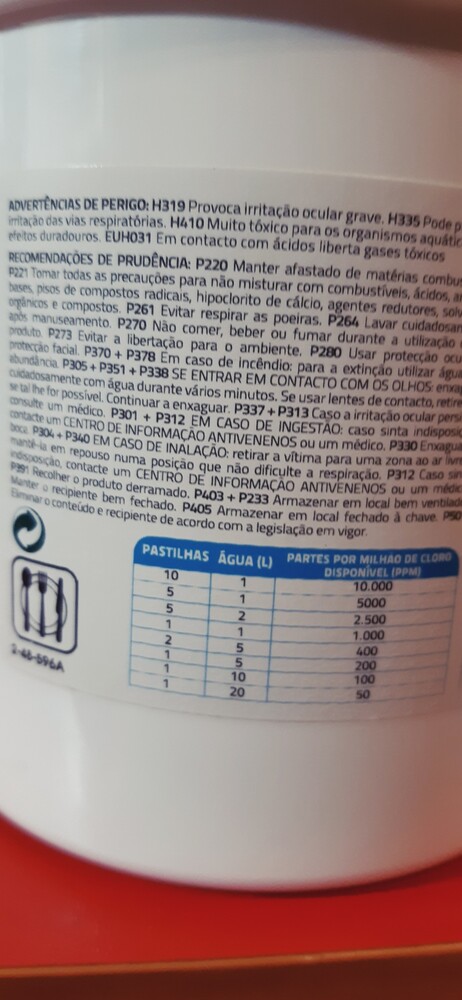 ADVERTÊNCIAS DE PERIGO: H319 Provoca irritação ocular grave. H335 Pode p
irritação das vias respiratórias. H410 Muito tóxico para os organismos aquátic
efeitos duradouros. EUH031 Em contacto com ácidos liberta gases tóxicos
RECOMENDAÇÕES DE PRUDÊNCIA: P220 Manter afastado de matérias combus
P221 Tomar todas as precauções para não misturar com combustíveis, ácidos, a
bases, pisos de compostos radicais, hipoclorito de cálcio, agentes redutores, solv
orgânicos e compostos. P261 Evitar respirar as poeiras. P264 Lavar cuidadosam
após manuseamento. P270 Não comer, beber ou fumar durante a utilização
produto. P273 Evitar a libertação para o ambiente. P280 Usar protecção ocu
protecção facial. P370 + P378 Em caso de incêndio: para a extinção utilizar água
abundância. P305 + P351 + P338 SE ENTRAR EM CONTACTO COM OS OLHOS: enxag
cuidadosamente com água durante vários minutos. Se usar lentes de contacto, retire
se tal lhe for possível. Continuar a enxaguar. P337 + P313 Caso a irritação ocular persi
consulte um médico. P301 + P312 EM CASO DE INGESTÃO: caso sinta indisposiç
contacte um CENTRO DE INFORMAÇÃO ANTIVENENOS ou um médico. P330 Enxagua
boca. P304 + P340 EM CASO DE INALAÇÃO: retirar a vítima para uma zona ao ar livre
mantê-la em repouso numa posição que não dificulte a respiração. P312 Caso sin
indisposição, contacte um CENTRO DE INFORMAÇÃO ANTIVENENOS ou um médic
P391 Recolher o produto derramado. P403 + P233 Armazenar em local bem ventilad
Manter o recipiente bem fechado. P405 Armazenar em local fechado à chave. P50
Eliminar o conteúdo e recipiente de acordo com a legislação em vigor.
PASTILHAS ÁGUA (L) PARTES POR MILHÃO DE CLORO
DISPONÍVEL (PPM)
10 1 10.000
5 1 5000
5 2 2.500
1 1 1.000
2 5 400
1 5 200
1 10 100
1 20 50
2-46-596A